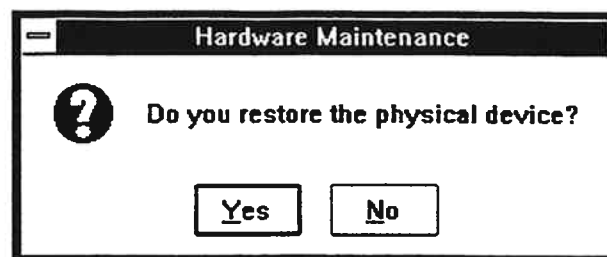 Hardware Maintenance
Do you restore the physical device?
Yes No